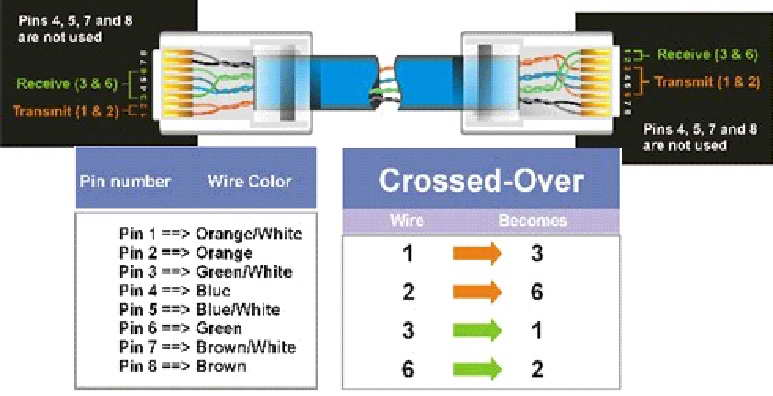 Pins 4, 5, 7 and 8
are not used
Receive (3 & 6)
Transmit (1 & 2)
Receive (3 & 6)
Transmit (1 & 2)
Pins 4, 5, 7 and 8
are not used
Pin number Wire Color
Pin 1 ==> Orange/White
Pin 2 ==> Orange
Pin 3 ==> Green/White
Pin 4 ==> Blue
Pin 5 ==> Blue/White
Pin 6 ==> Green
Pin 7 ==> Brown/White
Pin 8 ==> Brown
Crossed-Over
Wire Becomes
1 3
2 6
3 1
6 2